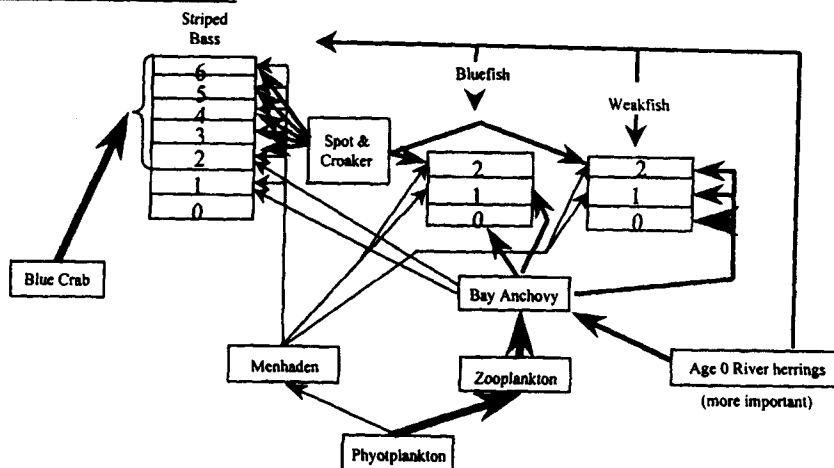 Striped
Bass
6
5
4
3
2
1
0
Bluefish
Weakfish
Spot &
Croaker
2
1
0
2
1
0
Blue Crab
Bay Anchovy
Menhaden
Zooplankton
Age 0 River herrings
(more important)
Phyotplankton